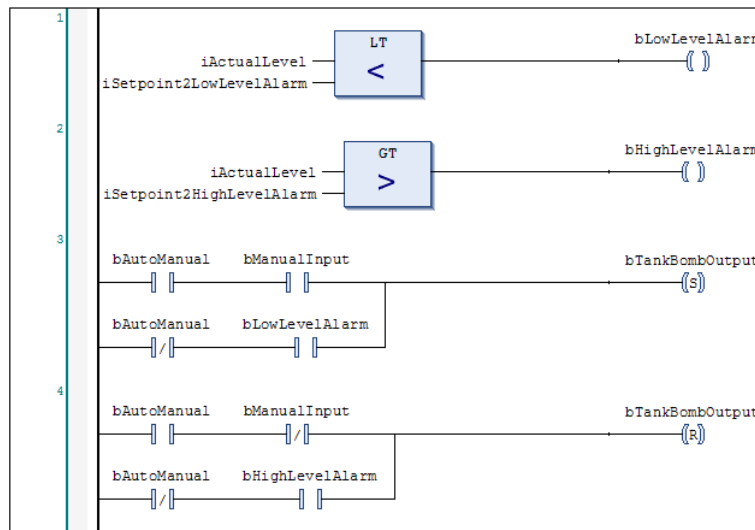 1
LT
bLowLevelAlarm
iActualLevel
<
iSetpoint2LowLevelAlarm
2
GT
bHighLevelAlarm
iActualLevel
>
iSetpoint2HighLevelAlarm
3
bAutoManual bManualInput bTankBombOutput
S
bAutoManual bLowLevelAlarm
/
4
bAutoManual bManualInput bTankBombOutput
/ R
bAutoManual bHighLevelAlarm
/